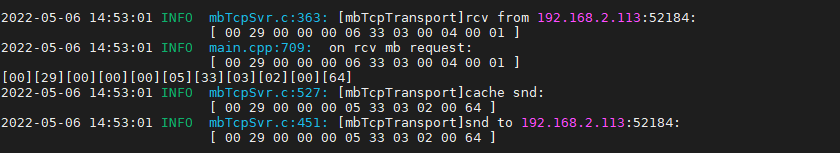 2022-05-06 14:53:01 INFO  mbTcpSvr.c:363: [mbTcpTransport]rcv from 192.168.2.113:52184:
[ 00 29 00 00 00 06 33 03 00 04 00 01 ]
2022-05-06 14:53:01 INFO  main.cpp:709:  on rcv mb request:
[ 00 29 00 00 00 06 33 03 00 04 00 01 ]
[00][29][00][00][00][05][33][03][02][00][64]
2022-05-06 14:53:01 INFO  mbTcpSvr.c:527: [mbTcpTransport]cache snd:
[ 00 29 00 00 00 05 33 03 02 00 64 ]
2022-05-06 14:53:01 INFO  mbTcpSvr.c:451: [mbTcpTransport]snd to 192.168.2.113:52184:
[ 00 29 00 00 00 05 33 03 02 00 64 ]